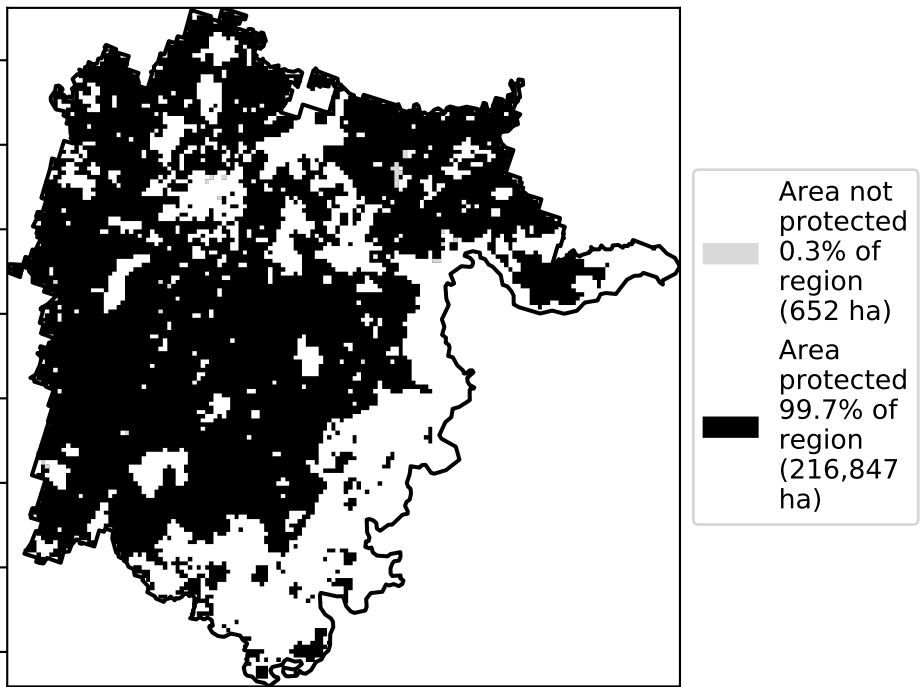 Area not
protected
0.3% of
region
(652 ha)
Area
protected
99.7% of
region
(216,847
ha)